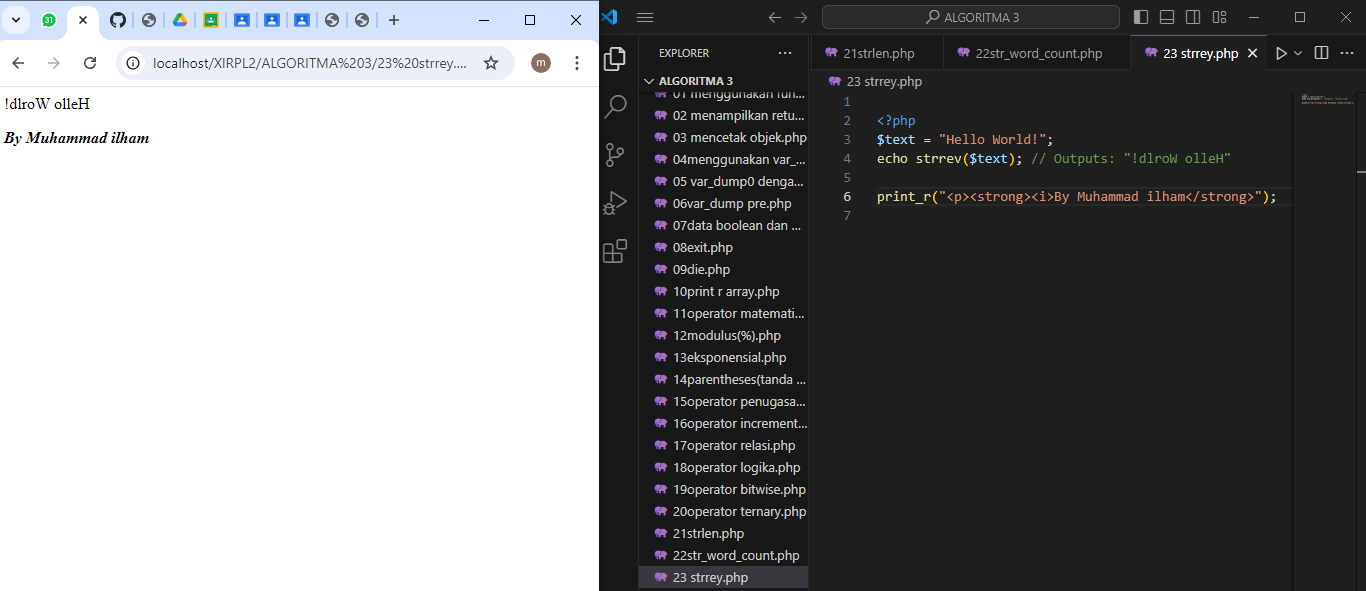 31
localhost/XIRPL2/ALGORITMA%203/23%20strrey....
m
!dlroW olleH
By Muhammad ilham
ALGORITMA 3
EXPLORER
ALGORITMA 3
01 menggunakan fun...
02 menampilkan retu...
03 mencetak objek.php
04menggunakan var_...
05 var_dump0 denga...
06var_dump pre.php
07data boolean dan ...
08exit.php
09die.php
10print r array.php
11operator matemati...
12modulus(%).php
13eksponensial.php
14parentheses(tanda ...
15operator penugasa...
16operator increment...
17operator relasi.php
18operator logika.php
19operator bitwise.php
20operator ternary.php
21strlen.php
22str_word_count.php
23 strrey.php
21strlen.php
22str_word_count.php
23 strrey.php
23 strrey.php
1
2 <?php
3 $text = "Hello World!";
4 echo strrev($text); // Outputs: "!dlroW olleH"
5
6 print_r("<p><strong><i>By Muhammad ilham</strong>");
7